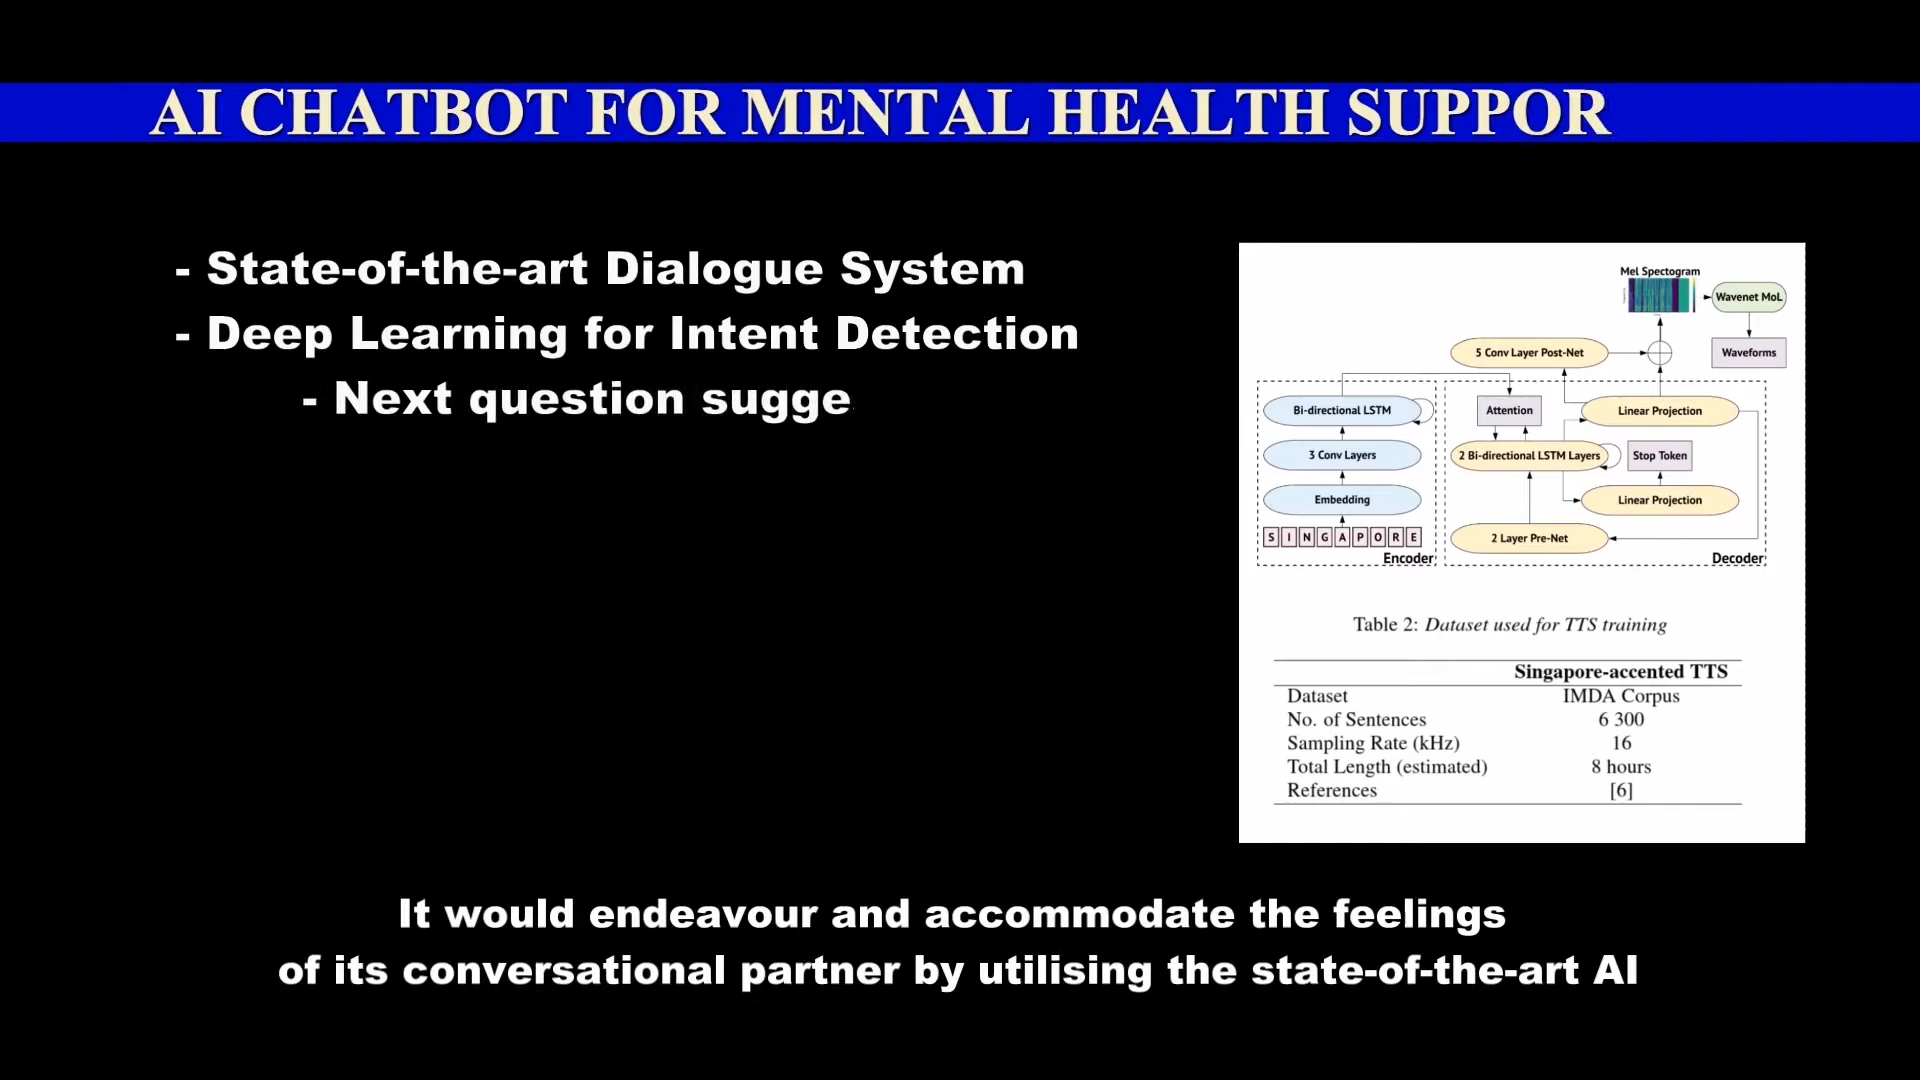 AI CHATBOT FOR MENTAL HEALTH SUPPOR
- State-of-the-art Dialogue System
- Deep Learning for Intent Detection
- Next question sugge
Mel Spectogram
Wavenet MoL
5 Conv Layer Post-Net
Waveforms
Bi-directional LSTM
Attention
Linear Projection
3 Conv Layers
2 Bi-directional LSTM Layers
Stop Token
Embedding
Linear Projection
S I N G A P O R E
2 Layer Pre-Net
Encoder
Decoder
Table 2: Dataset used for TTS training
Singapore-accented TTS
Dataset IMDA Corpus
No. of Sentences 6 300
Sampling Rate (kHz) 16
Total Length (estimated) 8 hours
References [6]
It would endeavour and accommodate the feelings
of its conversational partner by utilising the state-of-the-art AI